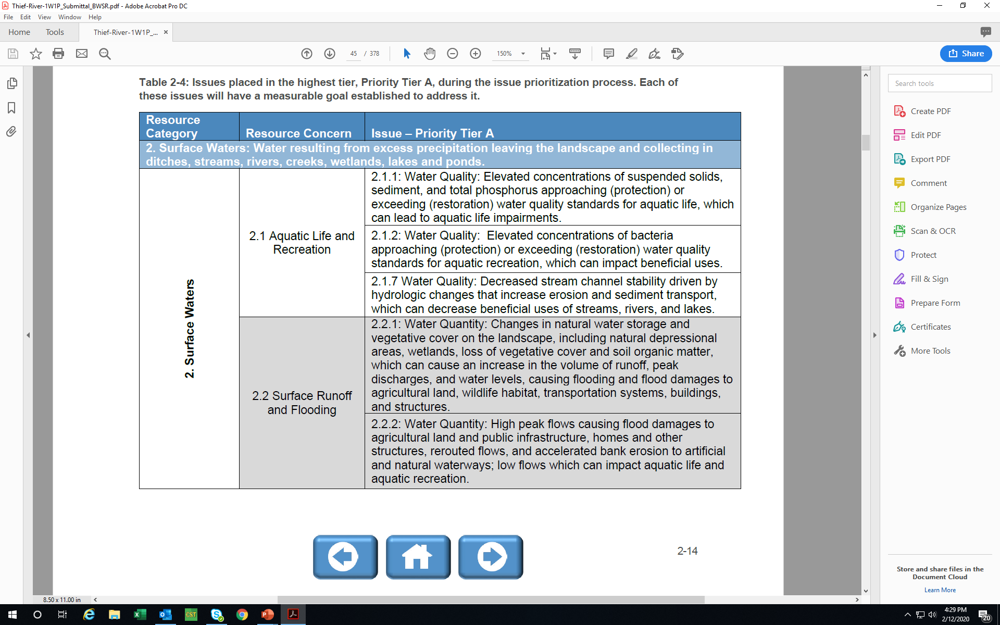 Thief-River-1W1P_Submittal_BWSR.pdf - Adobe Acrobat Pro DC
File Edit View Window Help
Home Tools Thief-River-1W1P_... ×
45 / 378 150% Share
Table 2-4: Issues placed in the highest tier, Priority Tier A, during the issue prioritization process. Each of
these issues will have a measurable goal established to address it.
Resource
Category
Resource Concern
Issue – Priority Tier A
2. Surface Waters: Water resulting from excess precipitation leaving the landscape and collecting in
ditches, streams, rivers, creeks, wetlands, lakes and ponds.
2. Surface Waters
2.1 Aquatic Life and
Recreation
2.1.1: Water Quality: Elevated concentrations of suspended solids,
sediment, and total phosphorus approaching (protection) or
exceeding (restoration) water quality standards for aquatic life, which
can lead to aquatic life impairments.
2.1.2: Water Quality:  Elevated concentrations of bacteria
approaching (protection) or exceeding (restoration) water quality
standards for aquatic recreation, which can impact beneficial uses.
2.1.7 Water Quality: Decreased stream channel stability driven by
hydrologic changes that increase erosion and sediment transport,
which can decrease beneficial uses of streams, rivers, and lakes.
2.2 Surface Runoff
and Flooding
2.2.1: Water Quantity: Changes in natural water storage and
vegetative cover on the landscape, including natural depressional
areas, wetlands, loss of vegetative cover and soil organic matter,
which can cause an increase in the volume of runoff, peak
discharges, and water levels, causing flooding and flood damages to
agricultural land, wildlife habitat, transportation systems, buildings,
and structures.
2.2.2: Water Quantity: High peak flows causing flood damages to
agricultural land and public infrastructure, homes and other
structures, rerouted flows, and accelerated bank erosion to artificial
and natural waterways; low flows which can impact aquatic life and
aquatic recreation.
2-14
8.50 x 11.00 in
Search tools
Create PDF
Edit PDF
Export PDF
Comment
Organize Pages
Scan & OCR
Protect
Fill & Sign
Prepare Form
Certificates
More Tools
Store and share files in the
Document Cloud
Learn More
CST
4:29 PM
2/12/2020
20